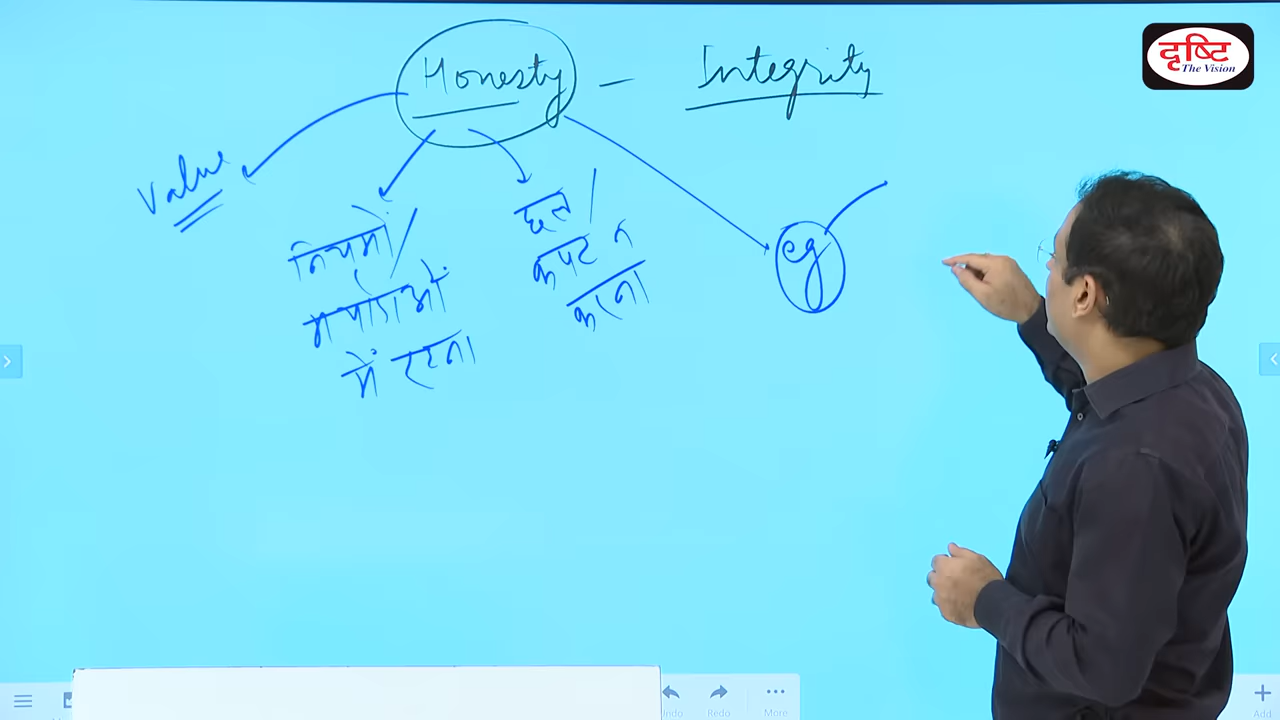 Honesty – Integrity
दृष्टि
The Vision
Value
नियमों/
मर्यादाओं
में रहना
छल/
कपट न
करना
eg
Undo
Redo
More
Add